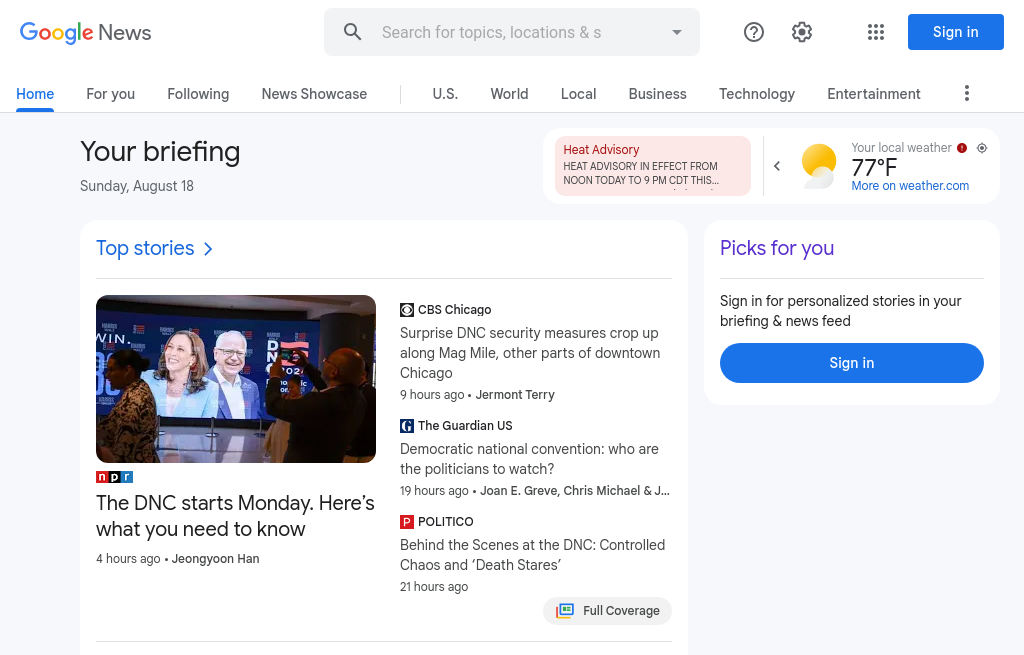 Google News
Search for topics, locations & s
Sign in
Home
For you
Following
News Showcase
U.S.
World
Local
Business
Technology
Entertainment
Your briefing
Sunday, August 18
Heat Advisory
HEAT ADVISORY IN EFFECT FROM
NOON TODAY TO 9 PM CDT THIS...
Your local weather
77°F
More on weather.com
Top stories
npr
The DNC starts Monday. Here’s
what you need to know
4 hours ago • Jeongyoon Han
CBS Chicago
Surprise DNC security measures crop up
along Mag Mile, other parts of downtown
Chicago
9 hours ago • Jermont Terry
The Guardian US
Democratic national convention: who are
the politicians to watch?
19 hours ago • Joan E. Greve, Chris Michael & J...
POLITICO
Behind the Scenes at the DNC: Controlled
Chaos and ‘Death Stares’
21 hours ago
Full Coverage
Picks for you
Sign in for personalized stories in your
briefing & news feed
Sign in